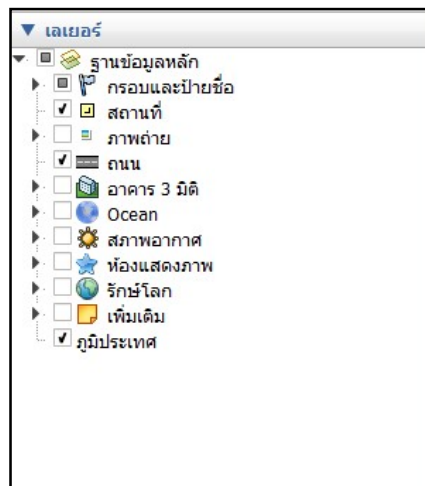 เลเยอร์
ฐานข้อมูลหลัก
กรอบและป้ายชื่อ
สถานที่
ภาพถ่าย
ถนน
อาคาร 3 มิติ
Ocean
สภาพอากาศ
ห้องแสดงภาพ
รักษ์โลก
เพิ่มเติม
ภูมิประเทศ